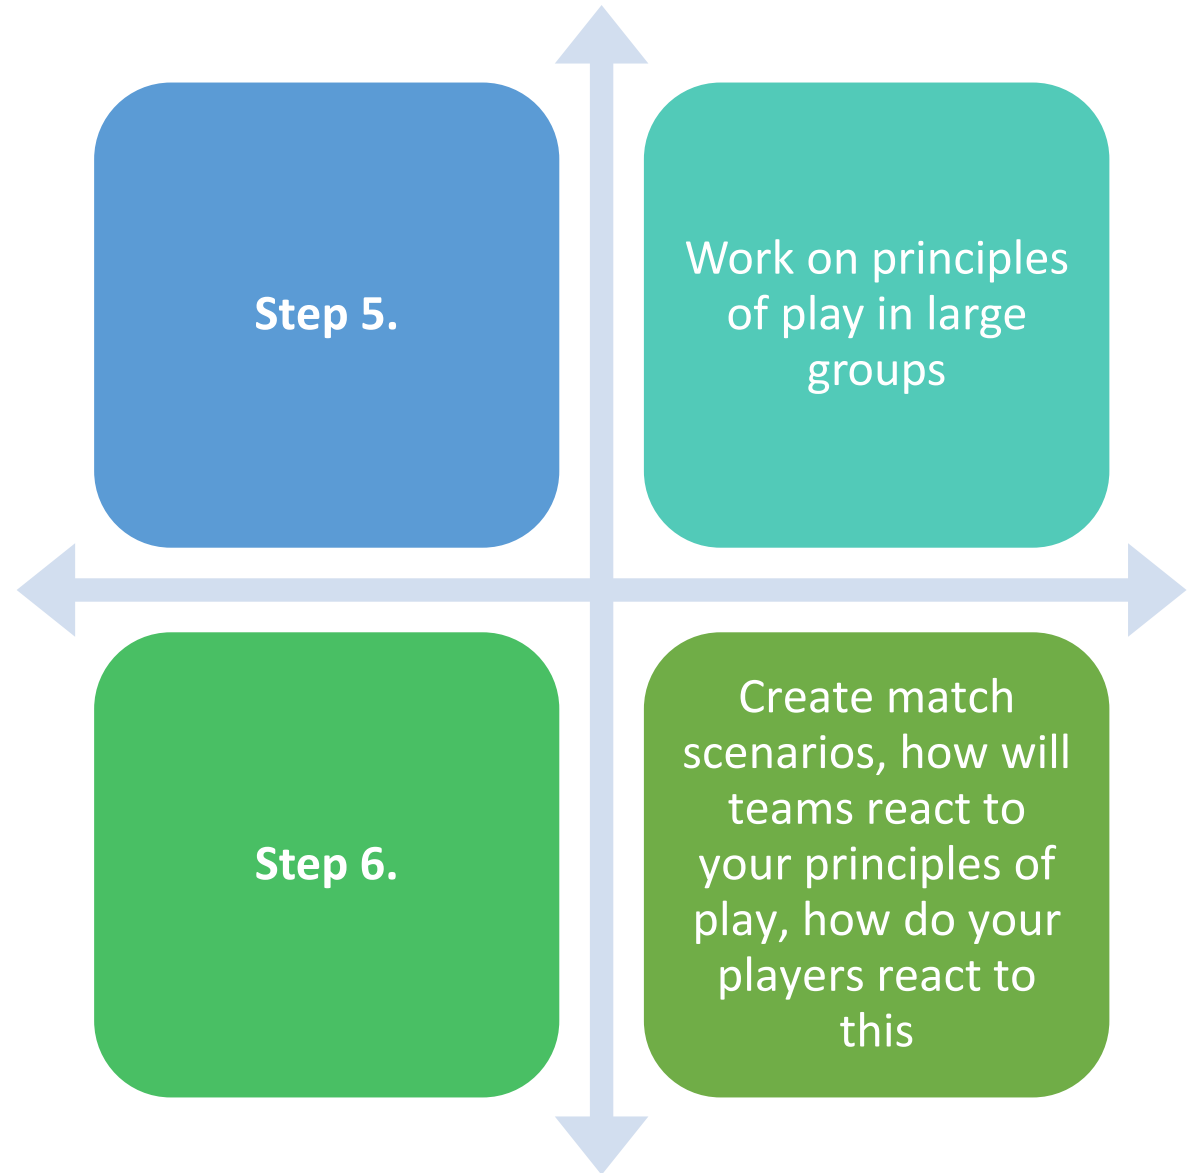 Step 5.
Work on principles
of play in large
groups
Step 6.
Create match
scenarios, how will
teams react to
your principles of
play, how do your
players react to
this